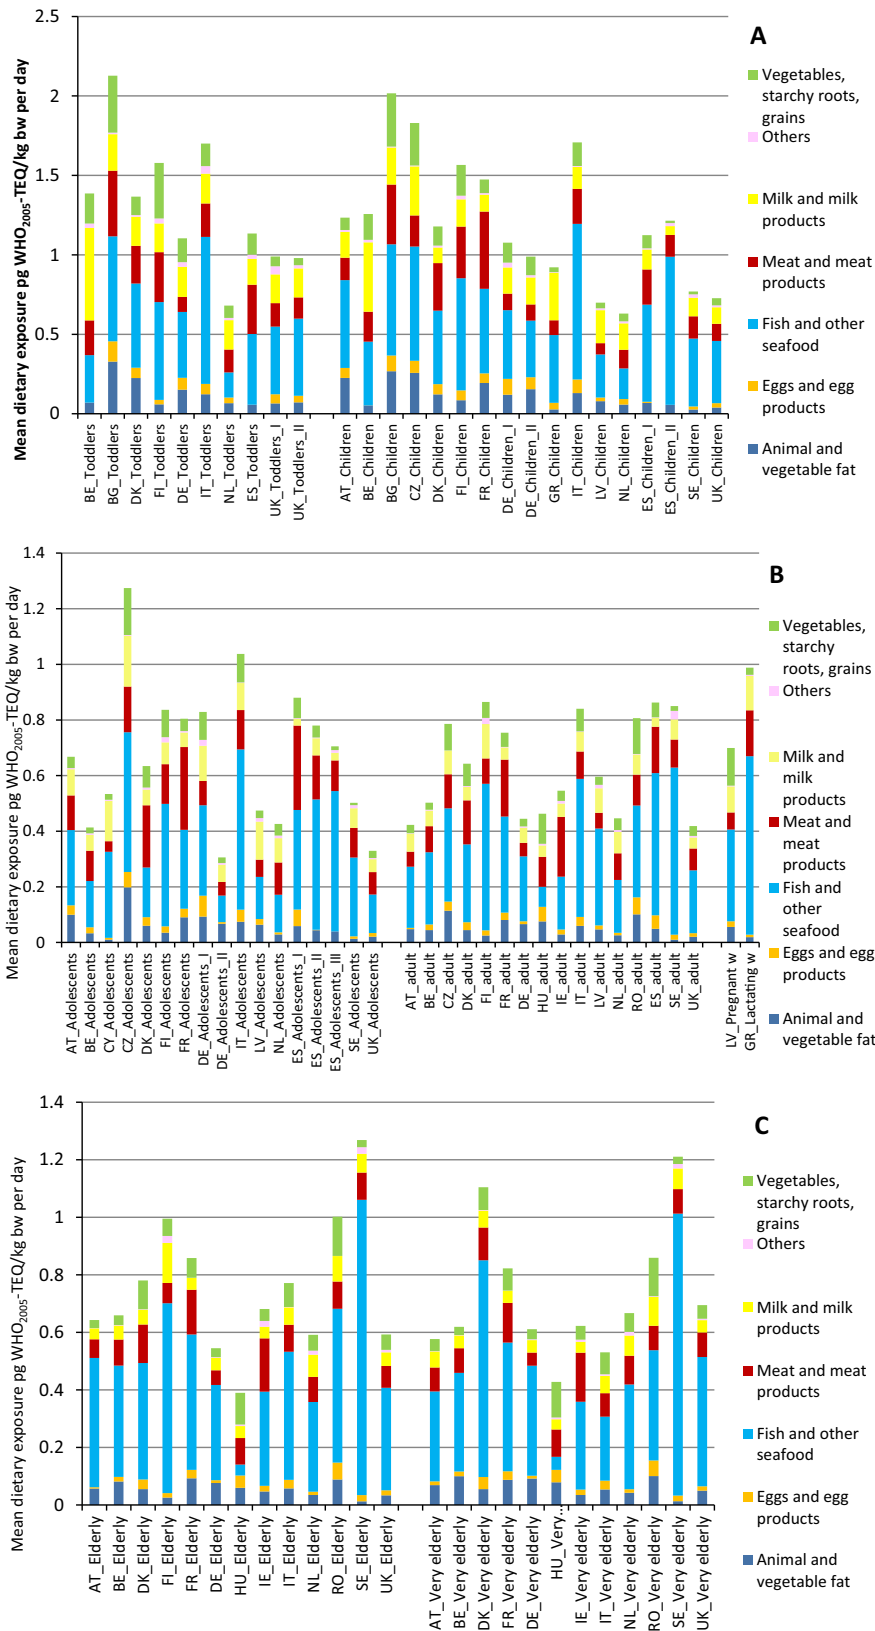 Mean dietary exposure pg WHO2005-TEQ/kg bw per day
2.5
2
1.5
1
0.5
0
BE_Toddlers
BG_Toddlers
DK_Toddlers
FI_Toddlers
DE_Toddlers
IT_Toddlers
NL_Toddlers
ES_Toddlers
UK_Toddlers_I
UK_Toddlers_II
AT_Children
BE_Children
BG_Children
CZ_Children
DK_Children
FI_Children
FR_Children
DE_Children_I
DE_Children_II
GR_Children
IT_Children
LV_Children
NL_Children
ES_Children_I
ES_Children_II
SE_Children
UK_Children
A
Vegetables,
starchy roots,
grains
Others
Milk and milk
products
Meat and meat
products
Fish and other
seafood
Eggs and egg
products
Animal and
vegetable fat
Mean dietary exposure pg WHO2005-TEQ/kg bw per day
1.4
1.2
1
0.8
0.6
0.4
0.2
0
AT_Adolescents
BE_Adolescents
CY_Adolescents
CZ_Adolescents
DK_Adolescents
FI_Adolescents
FR_Adolescents
DE_Adolescents_I
DE_Adolescents_II
IT_Adolescents
LV_Adolescents
NL_Adolescents
ES_Adolescents_I
ES_Adolescents_II
ES_Adolescents_III
SE_Adolescents
UK_Adolescents
AT_adult
BE_adult
CZ_adult
DK_adult
FI_adult
FR_adult
DE_adult
HU_adult
IE_adult
IT_adult
LV_adult
NL_adult
RO_adult
ES_adult
SE_adult
UK_adult
LV_Pregnant w
GR_Lactating w
B
Vegetables,
starchy
roots, grains
Others
Milk and
milk
products
Meat and
meat
products
Fish and
other
seafood
Eggs and egg
products
Animal and
vegetable fat
Mean dietary exposure pg WHO2005-TEQ/kg bw per day
1.4
1.2
1
0.8
0.6
0.4
0.2
0
AT_Elderly
BE_Elderly
DK_Elderly
FI_Elderly
FR_Elderly
DE_Elderly
HU_Elderly
IE_Elderly
IT_Elderly
NL_Elderly
RO_Elderly
SE_Elderly
UK_Elderly
AT_Very elderly
BE_Very elderly
DK_Very elderly
FR_Very elderly
DE_Very elderly
HU_Very...
IE_Very elderly
IT_Very elderly
NL_Very elderly
RO_Very elderly
SE_Very elderly
UK_Very elderly
C
Vegetables,
starchy roots,
grains
Others
Milk and milk
products
Meat and meat
products
Fish and other
seafood
Eggs and egg
products
Animal and
vegetable fat